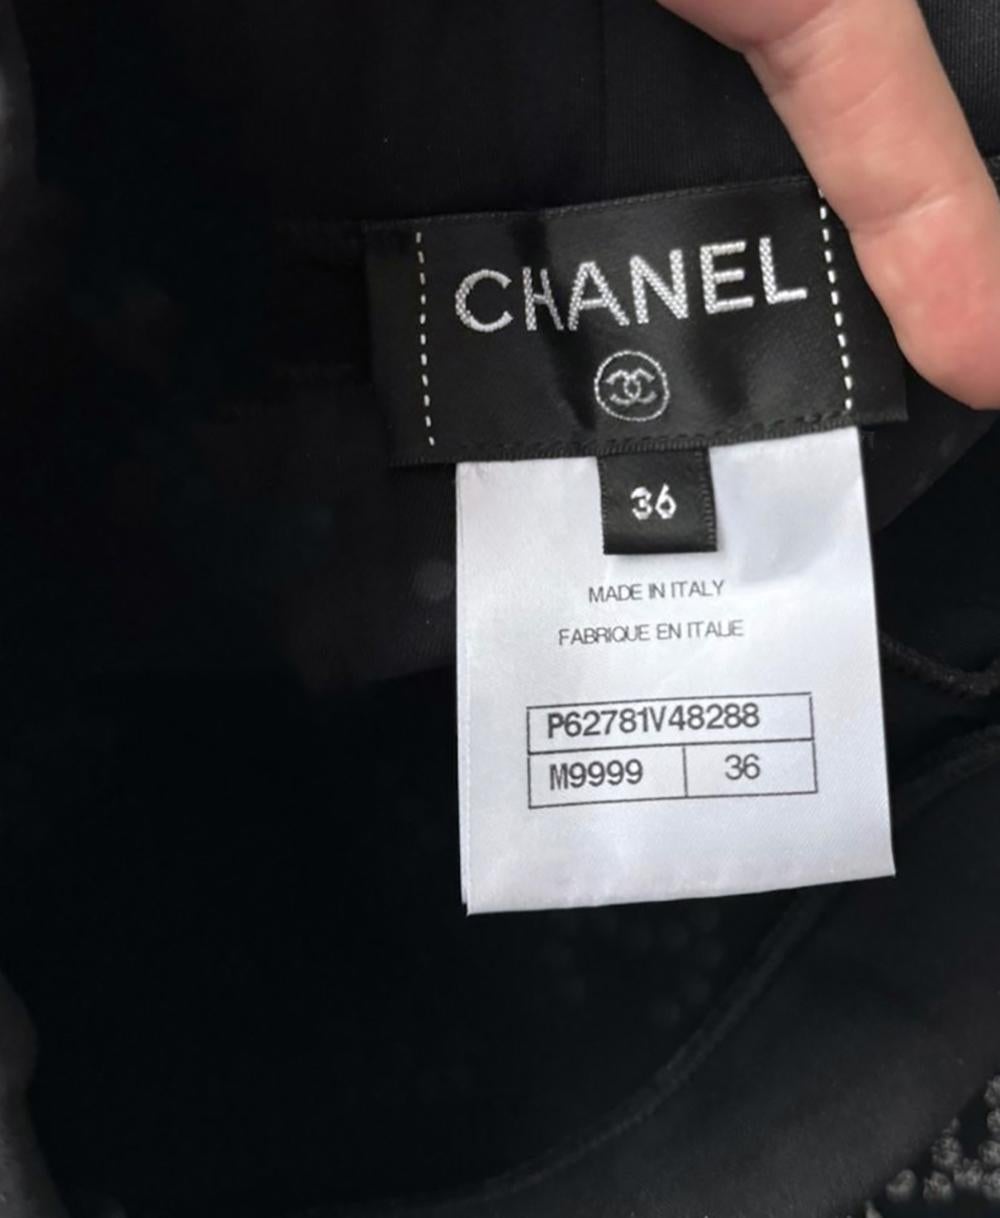 CHANEL
36
MADE IN ITALY
FABRIQUE EN ITALIE
P62781V48288
M9999 36